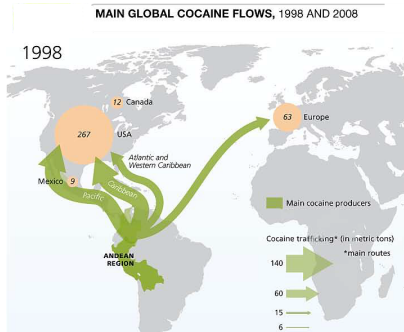 MAIN GLOBAL COCAINE FLOWS, 1998 AND 2008
1998
12 Canada
267 USA
63 Europe
Atlantic and
Western Caribbean
Mexico 9
Pacific
Caribbean
Main cocaine producers
Cocaine trafficking* (in metric tons)
*main routes
ANDEAN
REGION
140
60
15
6